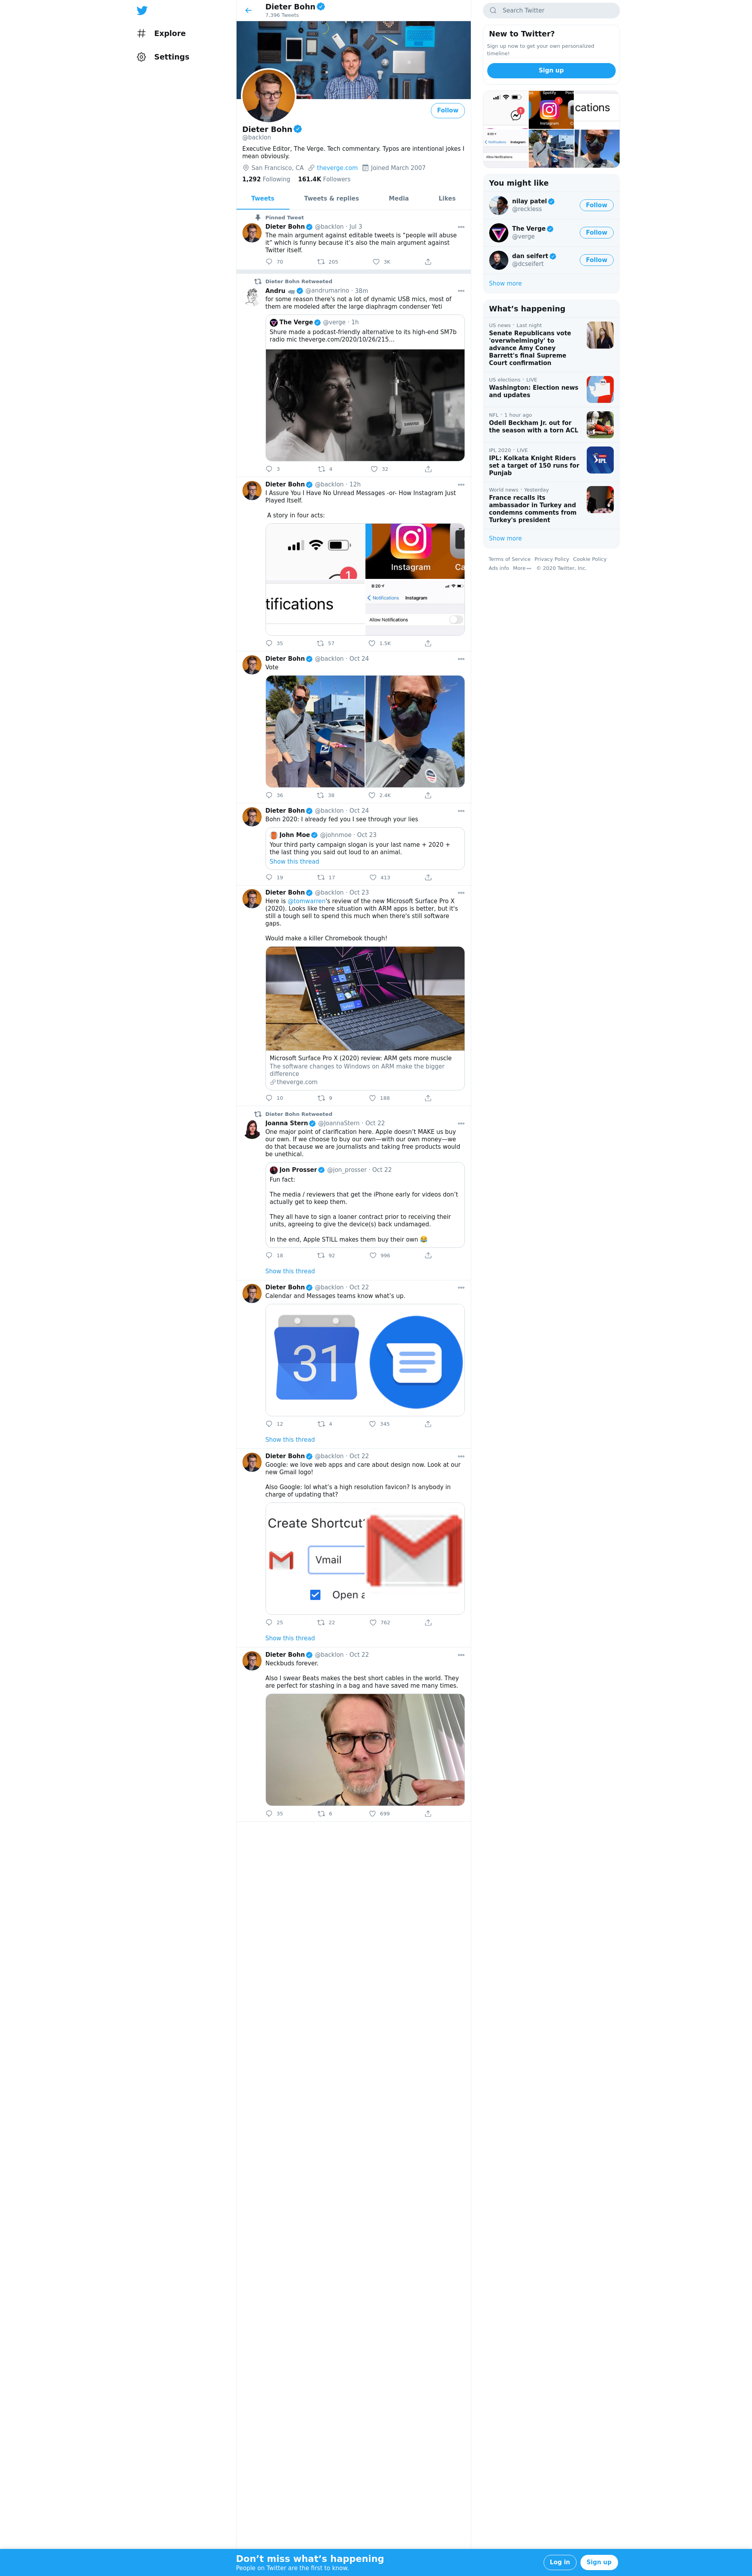 Explore
Settings
Dieter Bohn
7,396 Tweets
Follow
Dieter Bohn
@backlon
Executive Editor, The Verge. Tech commentary. Typos are intentional jokes I
mean obviously.
San Francisco, CA theverge.com Joined March 2007
1,292 Following 161.4K Followers
Tweets Tweets & replies Media Likes
Pinned Tweet
Dieter Bohn @backlon · Jul 3
The main argument against editable tweets is "people will abuse
it" which is funny because it's also the main argument against
Twitter itself.
70 205 3K
Dieter Bohn Retweeted
Andru @andrumarino · 38m
for some reason there's not a lot of dynamic USB mics, most of
them are modeled after the large diaphragm condenser Yeti
The Verge @verge · 1h
Shure made a podcast-friendly alternative to its high-end SM7b
radio mic theverge.com/2020/10/26/215…
3 4 32
Dieter Bohn @backlon · 12h
I Assure You I Have No Unread Messages -or- How Instagram Just
Played Itself.
A story in four acts:
1
Instagram
Ca
tifications
8:20
Notifications Instagram
Allow Notifications
35 57 1.5K
Dieter Bohn @backlon · Oct 24
Vote
36 38 2.4K
Dieter Bohn @backlon · Oct 24
Bohn 2020: I already fed you I see through your lies
John Moe @johnmoe · Oct 23
Your third party campaign slogan is your last name + 2020 +
the last thing you said out loud to an animal.
Show this thread
19 17 413
Dieter Bohn @backlon · Oct 23
Here is @tomwarren's review of the new Microsoft Surface Pro X
(2020). Looks like there situation with ARM apps is better, but it's
still a tough sell to spend this much when there's still software
gaps.
Would make a killer Chromebook though!
Microsoft Surface Pro X (2020) review: ARM gets more muscle
The software changes to Windows on ARM make the bigger
difference
theverge.com
10 9 188
Dieter Bohn Retweeted
Joanna Stern @JoannaStern · Oct 22
One major point of clarification here. Apple doesn't MAKE us buy
our own. If we choose to buy our own—with our own money—we
do that because we are journalists and taking free products would
be unethical.
Jon Prosser @jon_prosser · Oct 22
Fun fact:
The media / reviewers that get the iPhone early for videos don't
actually get to keep them.
They all have to sign a loaner contract prior to receiving their
units, agreeing to give the device(s) back undamaged.
In the end, Apple STILL makes them buy their own 😂
18 92 996
Show this thread
Dieter Bohn @backlon · Oct 22
Calendar and Messages teams know what's up.
31
12 4 345
Show this thread
Dieter Bohn @backlon · Oct 22
Google: we love web apps and care about design now. Look at our
new Gmail logo!
Also Google: lol what's a high resolution favicon? Is anybody in
charge of updating that?
Create Shortcut?
Vmail
Open a
25 22 762
Show this thread
Dieter Bohn @backlon · Oct 22
Neckbuds forever.
Also I swear Beats makes the best short cables in the world. They
are perfect for stashing in a bag and have saved me many times.
35 6 699
Search Twitter
New to Twitter?
Sign up now to get your own personalized
timeline!
Sign up
Instagram
ications
8:20
Notifications Instagram
Allow Notifications
You might like
nilay patel
@reckless
Follow
The Verge
@verge
Follow
dan seifert
@dcseifert
Follow
Show more
What's happening
US news · Last night
Senate Republicans vote
'overwhelmingly' to
advance Amy Coney
Barrett's final Supreme
Court confirmation
US elections · LIVE
Washington: Election news
and updates
NFL · 1 hour ago
Odell Beckham Jr. out for
the season with a torn ACL
IPL 2020 · LIVE
IPL: Kolkata Knight Riders
set a target of 150 runs for
Punjab
IPL
World news · Yesterday
France recalls its
ambassador in Turkey and
condemns comments from
Turkey's president
Show more
Terms of Service Privacy Policy Cookie Policy
Ads info More © 2020 Twitter, Inc.
Don't miss what's happening
People on Twitter are the first to know.
Log in
Sign up